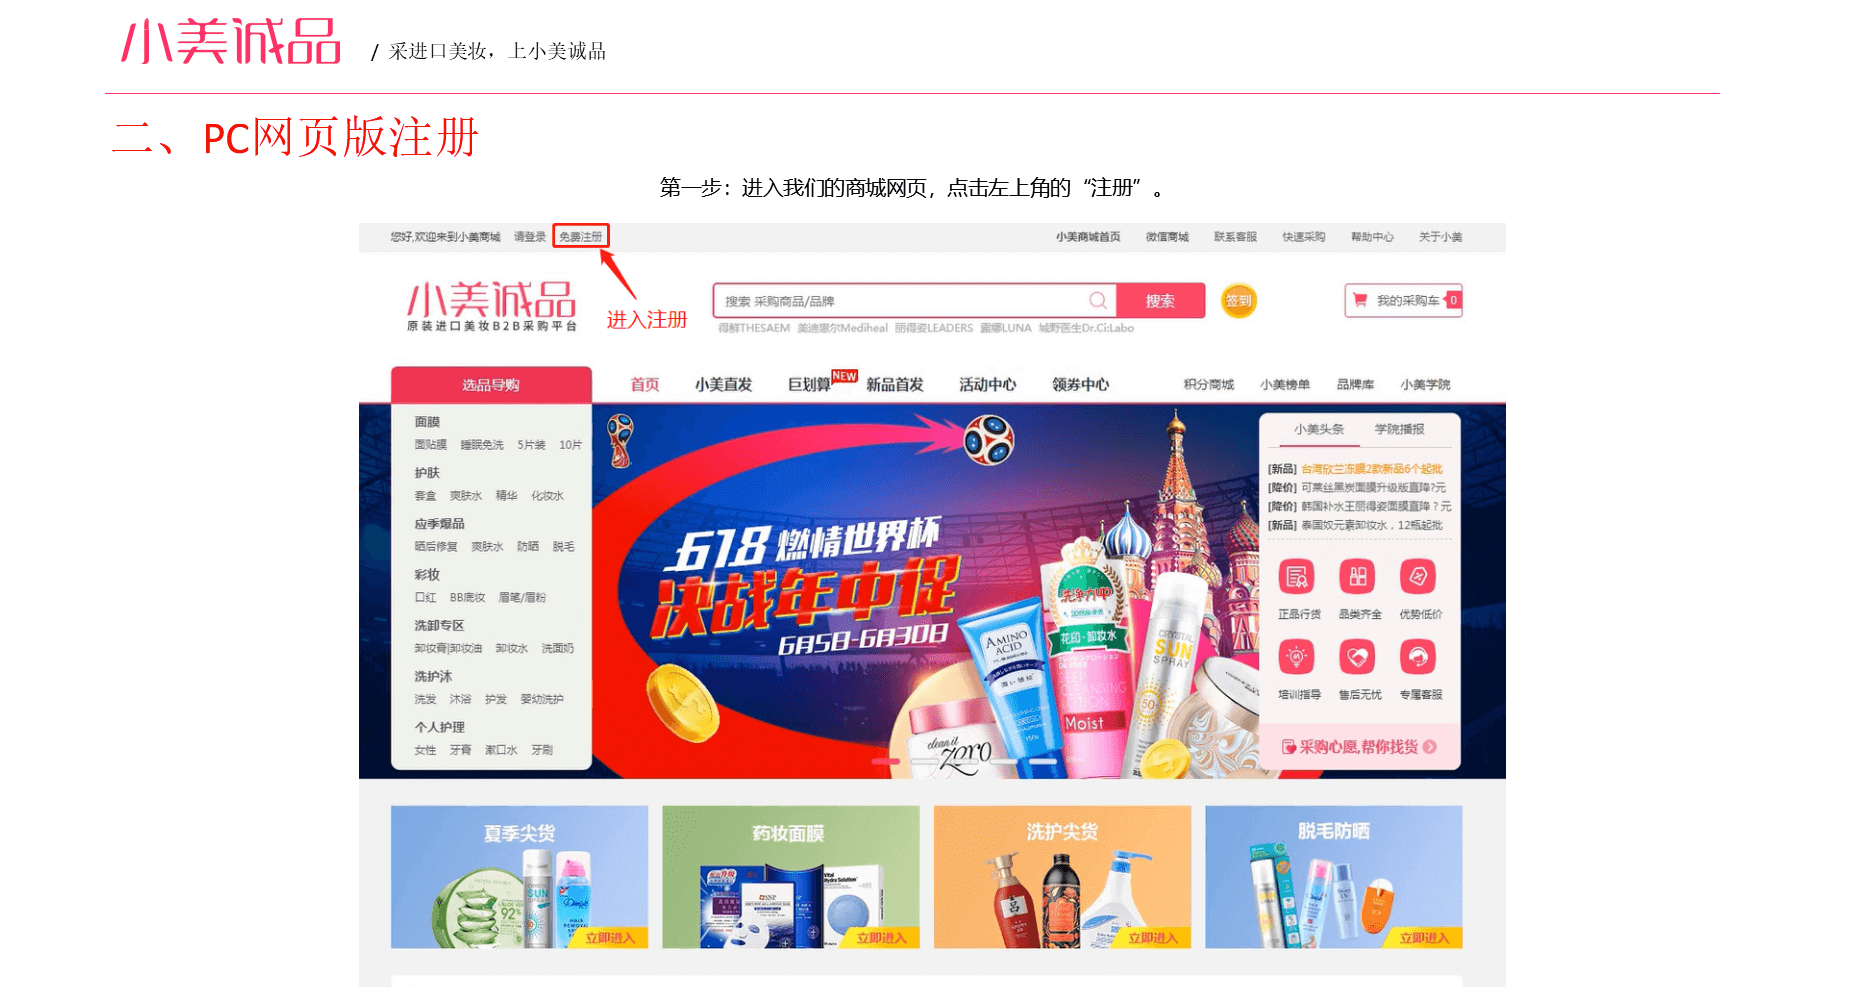 小美诚品 / 采进口美妆，上小美诚品
二、PC网页版注册
第一步：进入我们的商城网页，点击左上角的“注册”。
您好,欢迎来到小美商城 请登录 免费注册 小美商城首页 微信商城 联系客服 快速采购 帮助中心 关于小美
小美诚品
原装进口美妆B2B采购平台
进入注册
搜索 采购商品/品牌 搜索 签到 我的采购车 0
得鲜THESAEM 美迪惠尔Mediheal 丽得姿LEADERS 露娜LUNA 城野医生Dr.Ci:Labo
选品导购 首页 小美直发 巨划算 NEW 新品首发 活动中心 领券中心 积分商城 小美榜单 品牌库 小美学院
面膜
面贴膜 睡眠免洗 5片装 10片
护肤
套盒 爽肤水 精华 化妆水
应季爆品
晒后修复 爽肤水 防晒 脱毛
彩妆
口红 BB底妆 眉笔/眉粉
洗卸专区
卸妆膏|卸妆油 卸妆水 洗面奶
洗护沐
洗发 沐浴 护发 婴幼洗护
个人护理
女性 牙膏 漱口水 牙刷
618 燃情世界杯
决战年中促
6月5日-6月30日
AMINO
ACID
花印·卸妆水
DEEP
CLEANSING
LOTION
Moist
CRYSTAL
SUN
SPRAY
50+
clean it
zero
小美头条 学院播报
[新品] 台湾欣兰冻膜2款新品6个起批
[降价] 可莱丝黑炭面膜升级版直降?元
[降价] 韩国补水王丽得姿面膜直降？元
[新品] 泰国奴元素卸妆水，12瓶起批
正品行货 品类齐全 优势低价
培训指导 售后无忧 专属客服
采购心愿,帮你找货
夏季尖货
立即进入
药妆面膜
立即进入
洗护尖货
立即进入
脱毛防晒
立即进入